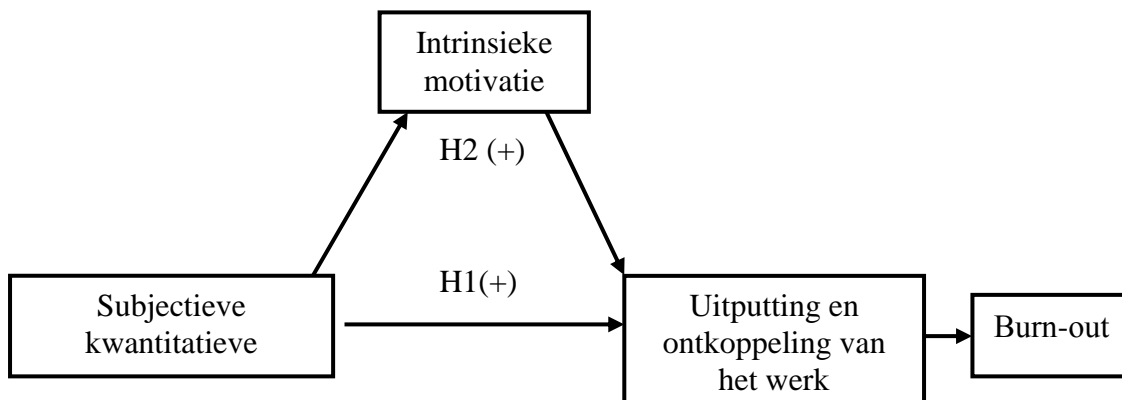 Intrinsieke
motivatie
H2 (+)
H1(+)
Subjectieve
kwantitatieve
Uitputting en
ontkoppeling van
het werk
Burn-out